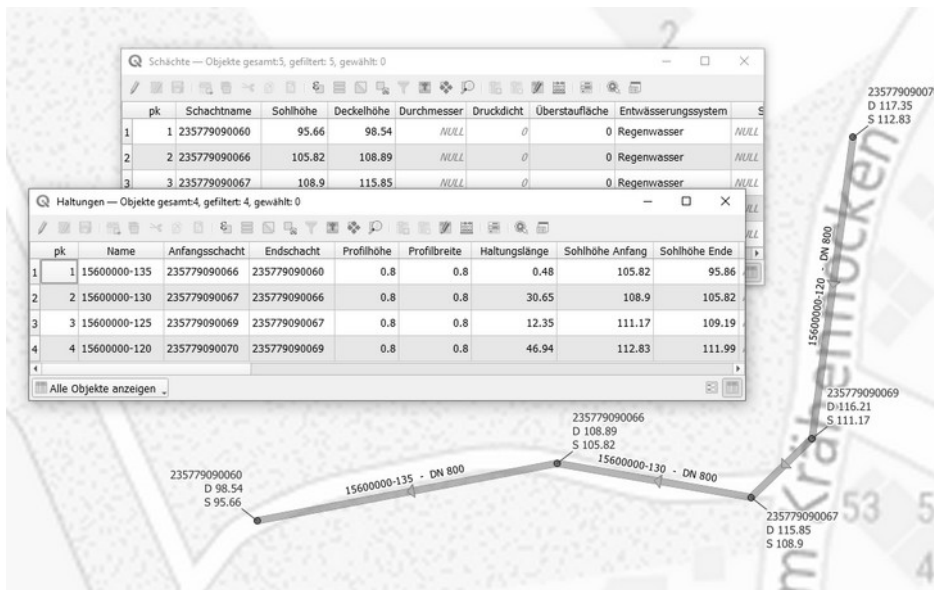 2
Schächte — Objekte gesamt:5, gefiltert: 5, gewählt: 0
pk Schachtname Sohlhöhe Deckelhöhe Durchmesser Druckdicht Überstaufläche Entwässerungssystem S
1 1 235779090060 95.66 98.54 NULL 0 0 Regenwasser NULL
2 2 235779090066 105.82 108.89 NULL 0 0 Regenwasser NULL
3 3 235779090067 108.9 115.85 NULL 0 0 Regenwasser NULL
Haltungen — Objekte gesamt:4, gefiltert: 4, gewählt: 0
pk Name Anfangsschacht Endschacht Profilhöhe Profilbreite Haltungslänge Sohlhöhe Anfang Sohlhöhe Ende
1 1 15600000-135 235779090066 235779090060 0.8 0.8 0.48 105.82 95.86
2 2 15600000-130 235779090067 235779090066 0.8 0.8 30.65 108.9 105.82
3 3 15600000-125 235779090069 235779090067 0.8 0.8 12.35 111.17 109.19
4 4 15600000-120 235779090070 235779090069 0.8 0.8 46.94 112.83 111.99
Alle Objekte anzeigen
23577909007
D 117.35
S 112.83
15600000-120 - DN 800
m Kräheinocken
235779090069
D 116.21
S 111.17
235779090066
D 108.89
S 105.82
235779090060
D 98.54
S 95.66
15600000-135 - DN 800
15600000-130 - DN 800
235779090067
D 115.85
S 108.9
53
5
4